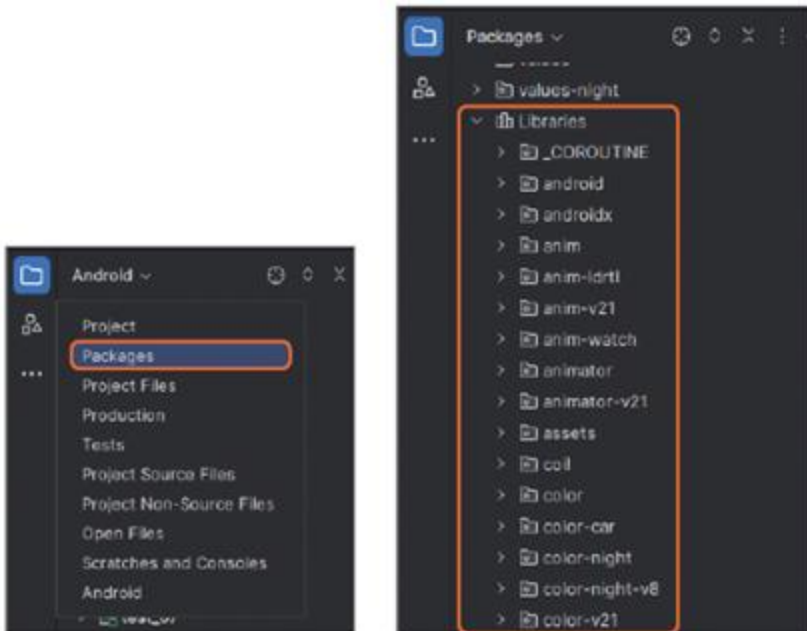 Android
Project
Packages
Project Files
Production
Tests
Project Source Files
Project Non-Source Files
Open Files
Scratches and Consoles
Android
Packages
values-night
Libraries
_COROUTINE
android
androidx
anim
anim-ldrtl
anim-v21
anim-watch
animator
animator-v21
assets
coil
color
color-car
color-night
color-night-v8
color-v21